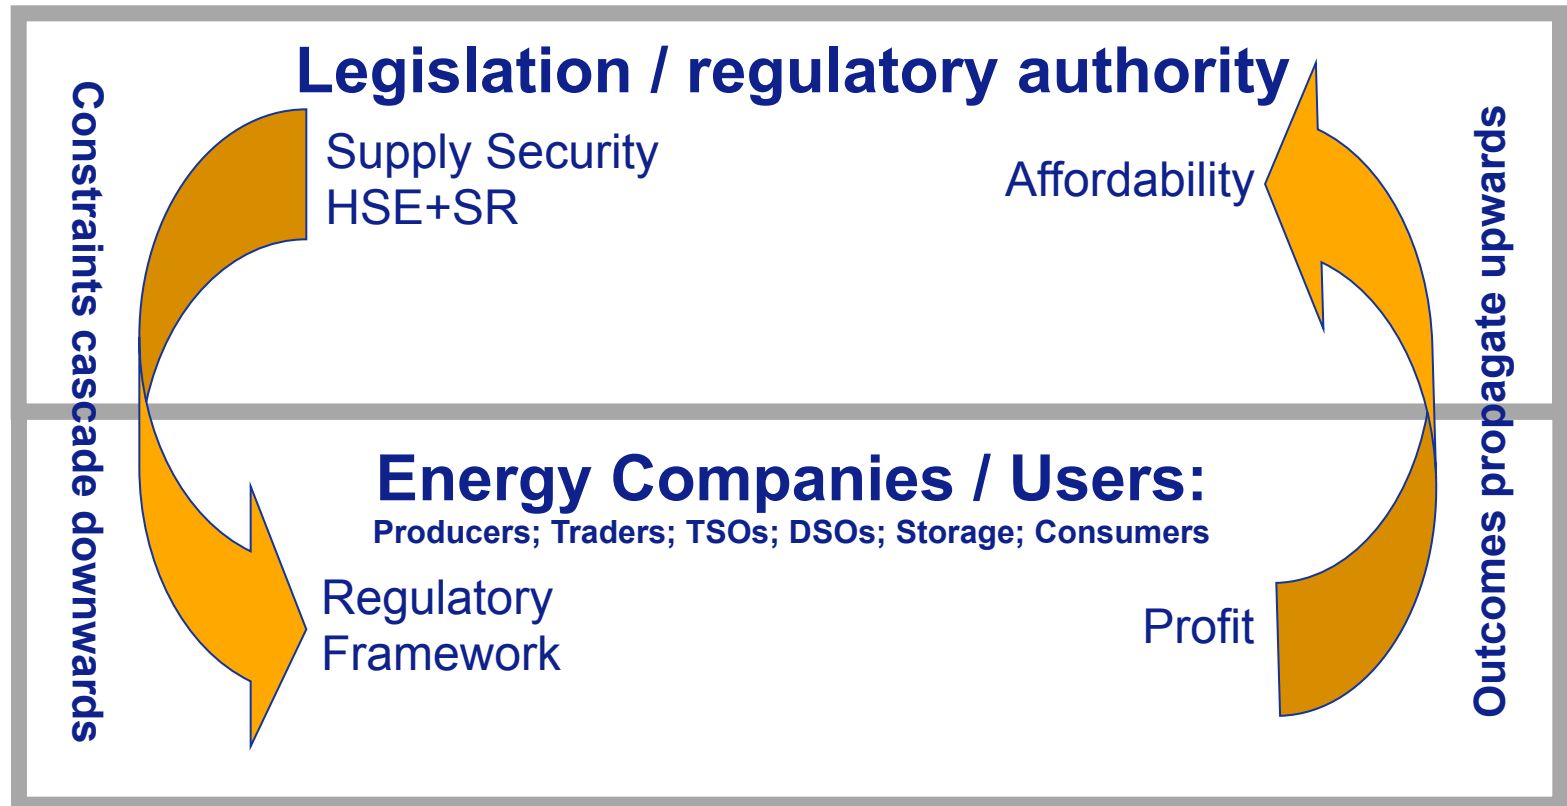 Legislation / regulatory authority
Constraints cascade downwards
Supply Security
HSE+SR
Affordability
Outcomes propagate upwards
Energy Companies / Users:
Producers; Traders; TSOs; DSOs; Storage; Consumers
Regulatory
Framework
Profit